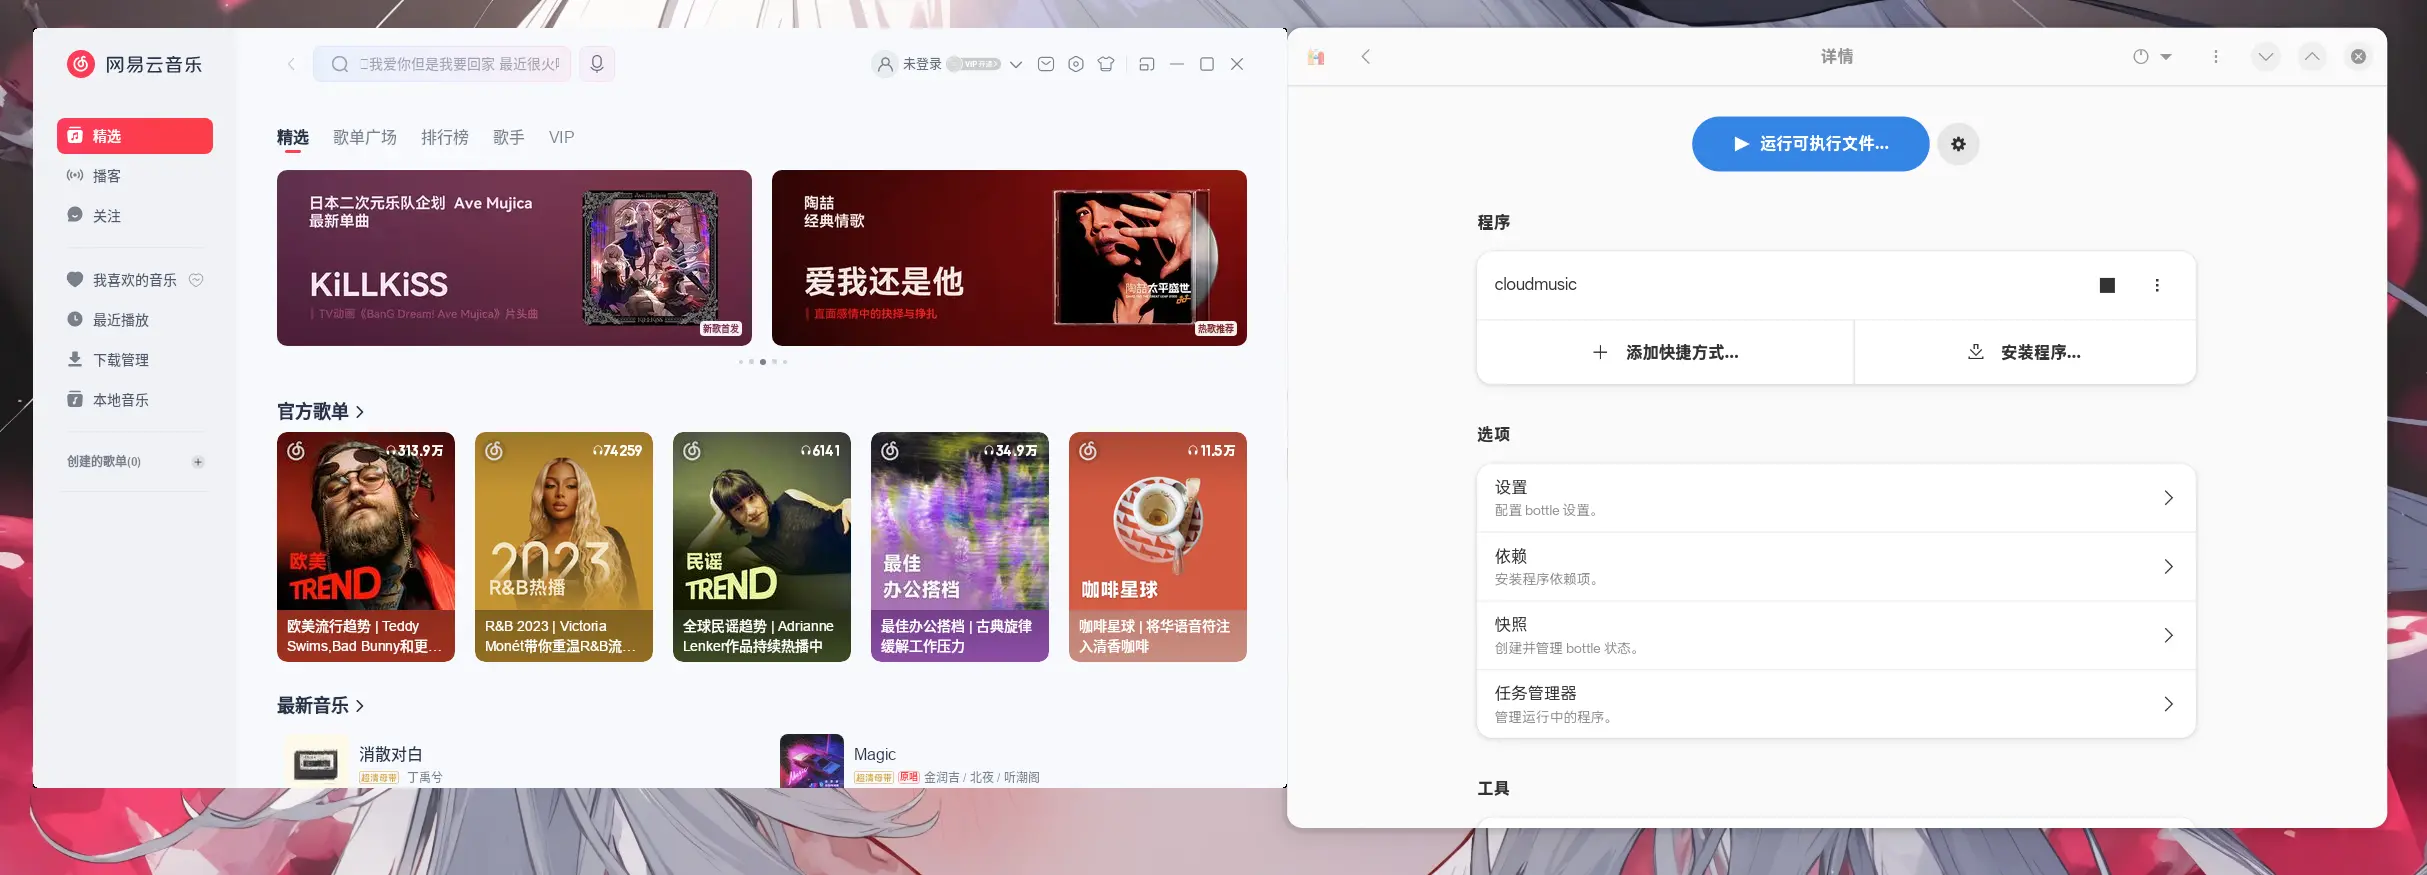 网易云音乐
己我爱你但是我要回家 最近很火
未登录
VIP 开通
精选
播客
关注
我喜欢的音乐
最近播放
下载管理
本地音乐
创建的歌单(0)
精选 歌单广场 排行榜 歌手 VIP
日本二次元乐队企划 Ave Mujica
最新单曲
KiLLKiSS
TV动画《BanG Dream! Ave Mujica》片头曲
新歌首发
陶喆
经典情歌
爱我还是他
直面感情中的抉择与挣扎
陶喆太平盛世
热歌推荐
官方歌单
313.9万
欧美
TREND
欧美流行趋势 | Teddy
Swims,Bad Bunny和更...
74259
2023
R&B热播
R&B 2023 | Victoria
Monét带你重温R&B流...
6141
民谣
TREND
全球民谣趋势 | Adrianne
Lenker作品持续热播中
34.9万
最佳
办公搭档
最佳办公搭档 | 古典旋律
缓解工作压力
11.5万
咖啡星球
咖啡星球 | 将华语音符注
入清香咖啡
最新音乐
消散对白
超清母带 丁禹兮
Magic
超清母带 原唱 金润吉 / 北夜 / 听潮阁
详情
运行可执行文件...
程序
cloudmusic
添加快捷方式...
安装程序...
选项
设置
配置 bottle 设置。
依赖
安装程序依赖项。
快照
创建并管理 bottle 状态。
任务管理器
管理运行中的程序。
工具